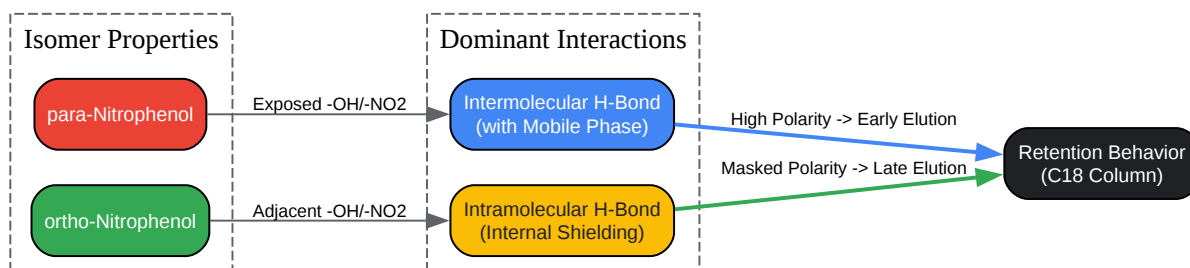 Isomer Properties
Dominant Interactions
para-Nitrophenol
Exposed -OH/-NO2
Intermolecular H-Bond
(with Mobile Phase)
High Polarity -> Early Elution
Retention Behavior
(C18 Column)
Masked Polarity -> Late Elution
ortho-Nitrophenol
Adjacent -OH/-NO2
Intramolecular H-Bond
(Internal Shielding)